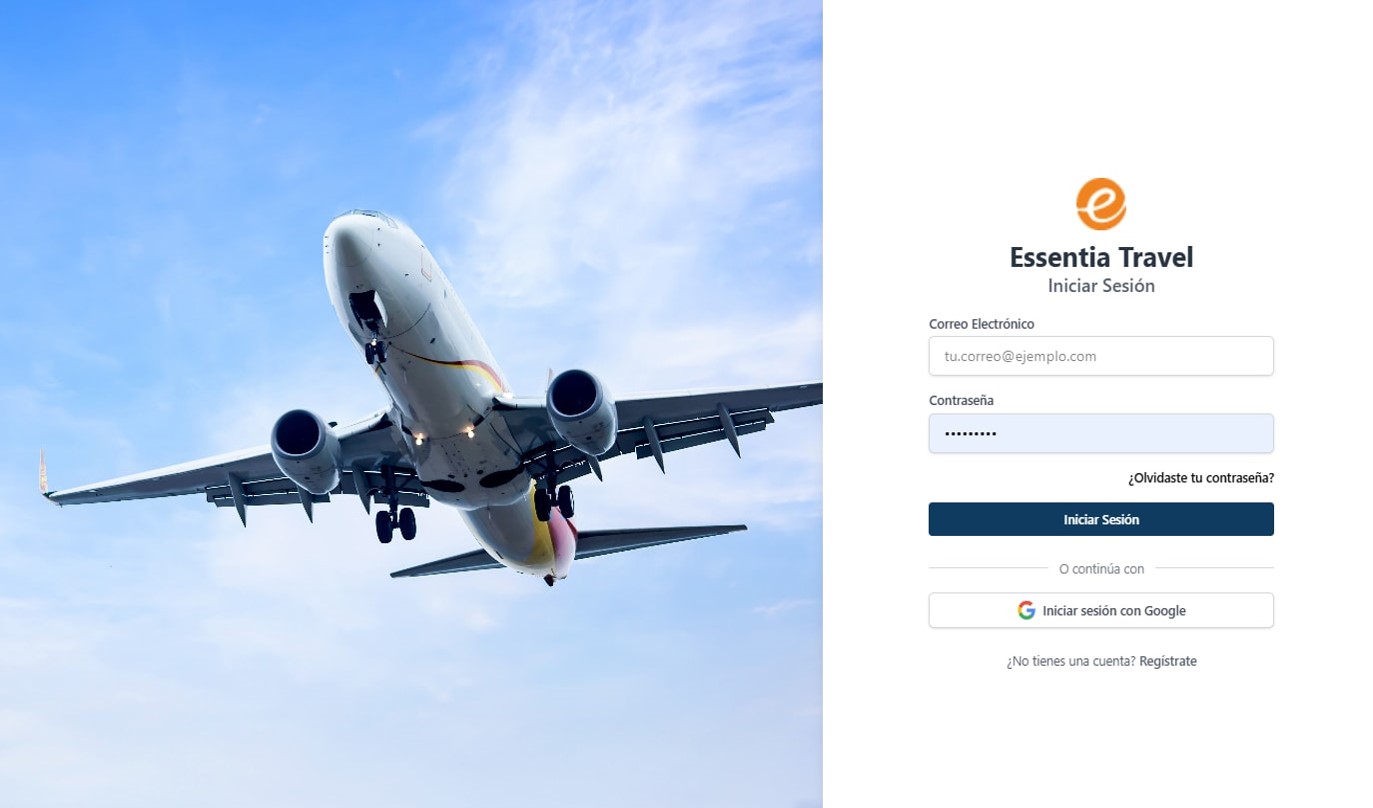 Essentia Travel
Iniciar Sesión
Correo Electrónico
tu.correo@ejemplo.com
Contraseña
•••••••••
¿Olvidaste tu contraseña?
Iniciar Sesión
O continúa con
Iniciar sesión con Google
¿No tienes una cuenta? Regístrate